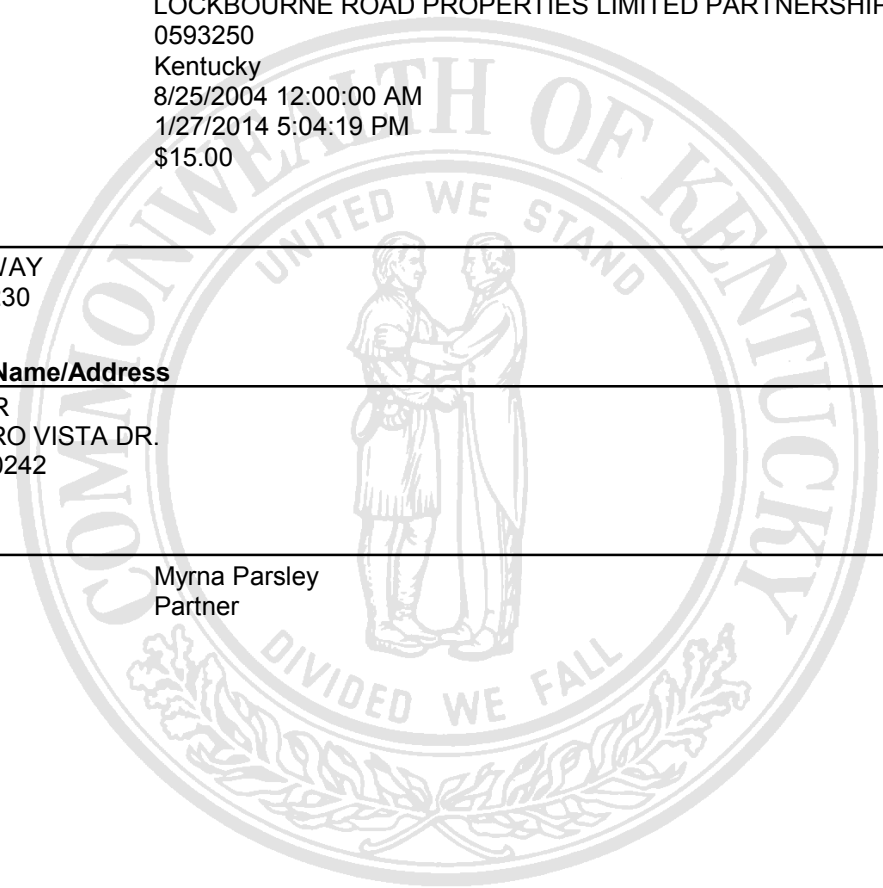 LOCKBOURNE ROAD PROPERTIES LIMITED PARTNERSHIP
0593250
Kentucky
8/25/2004 12:00:00 AM
1/27/2014 5:04:19 PM
$15.00
COMMONWEALTH OF KENTUCKY
UNITED WE STAND
WAY
30
Name/Address
R
RO VISTA DR.
0242
Myrna Parsley
Partner
DIVIDED WE FALL